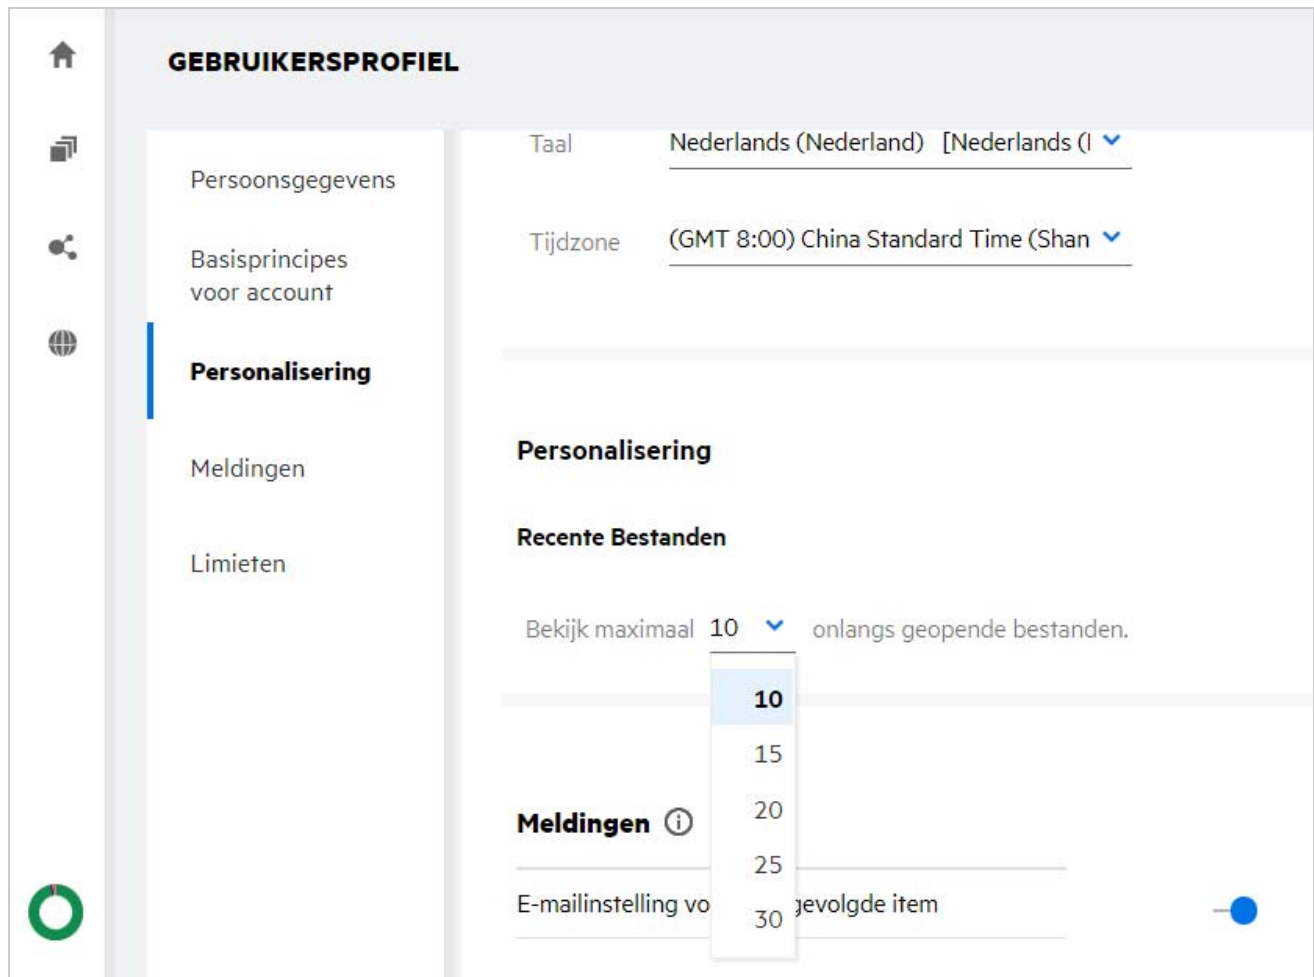 GEBRUIKERSPROFIEL
Persoonsgegevens
Basisprincipes
voor account
Personalisering
Meldingen
Limieten
Taal Nederlands (Nederland) [Nederlands (
Tijdzone (GMT 8:00) China Standard Time (Shan
Personalisering
Recente Bestanden
Bekijk maximaal 10 onlangs geopende bestanden.
10
15
20
25
30
Meldingen
E-mailinstelling vo gevolgde item